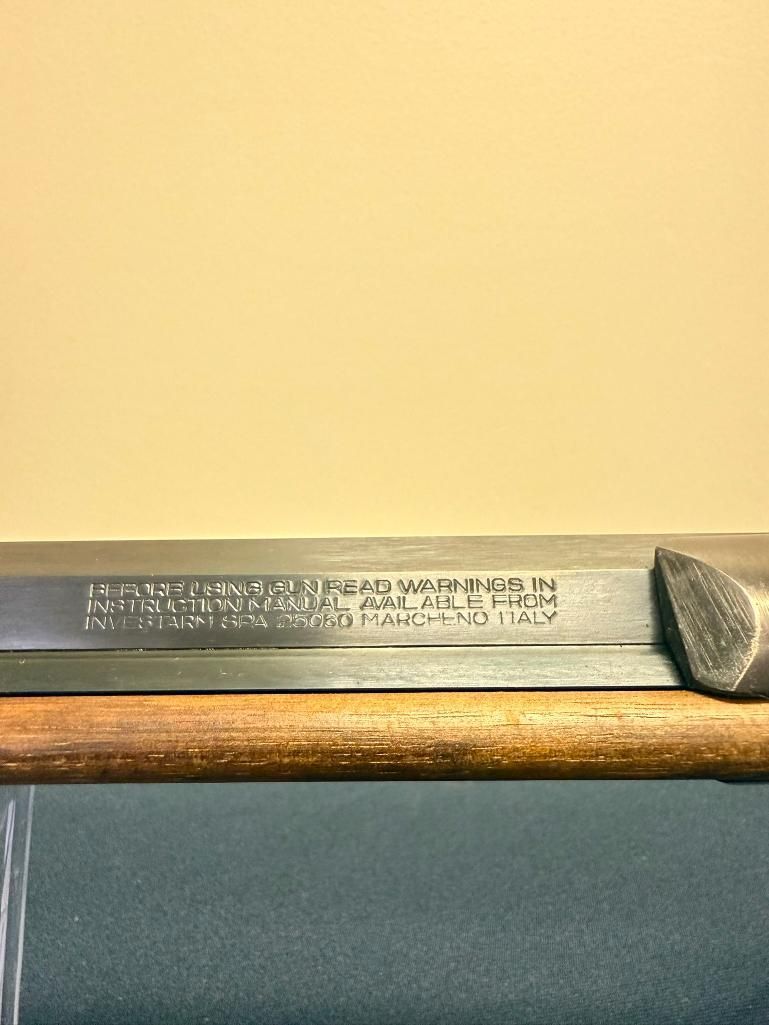 BEFORE USING GUN READ WARNINGS IN
INSTRUCTION MANUAL AVAILABLE FROM
INVESTARM SPA 25060 MARCHENO ITALY